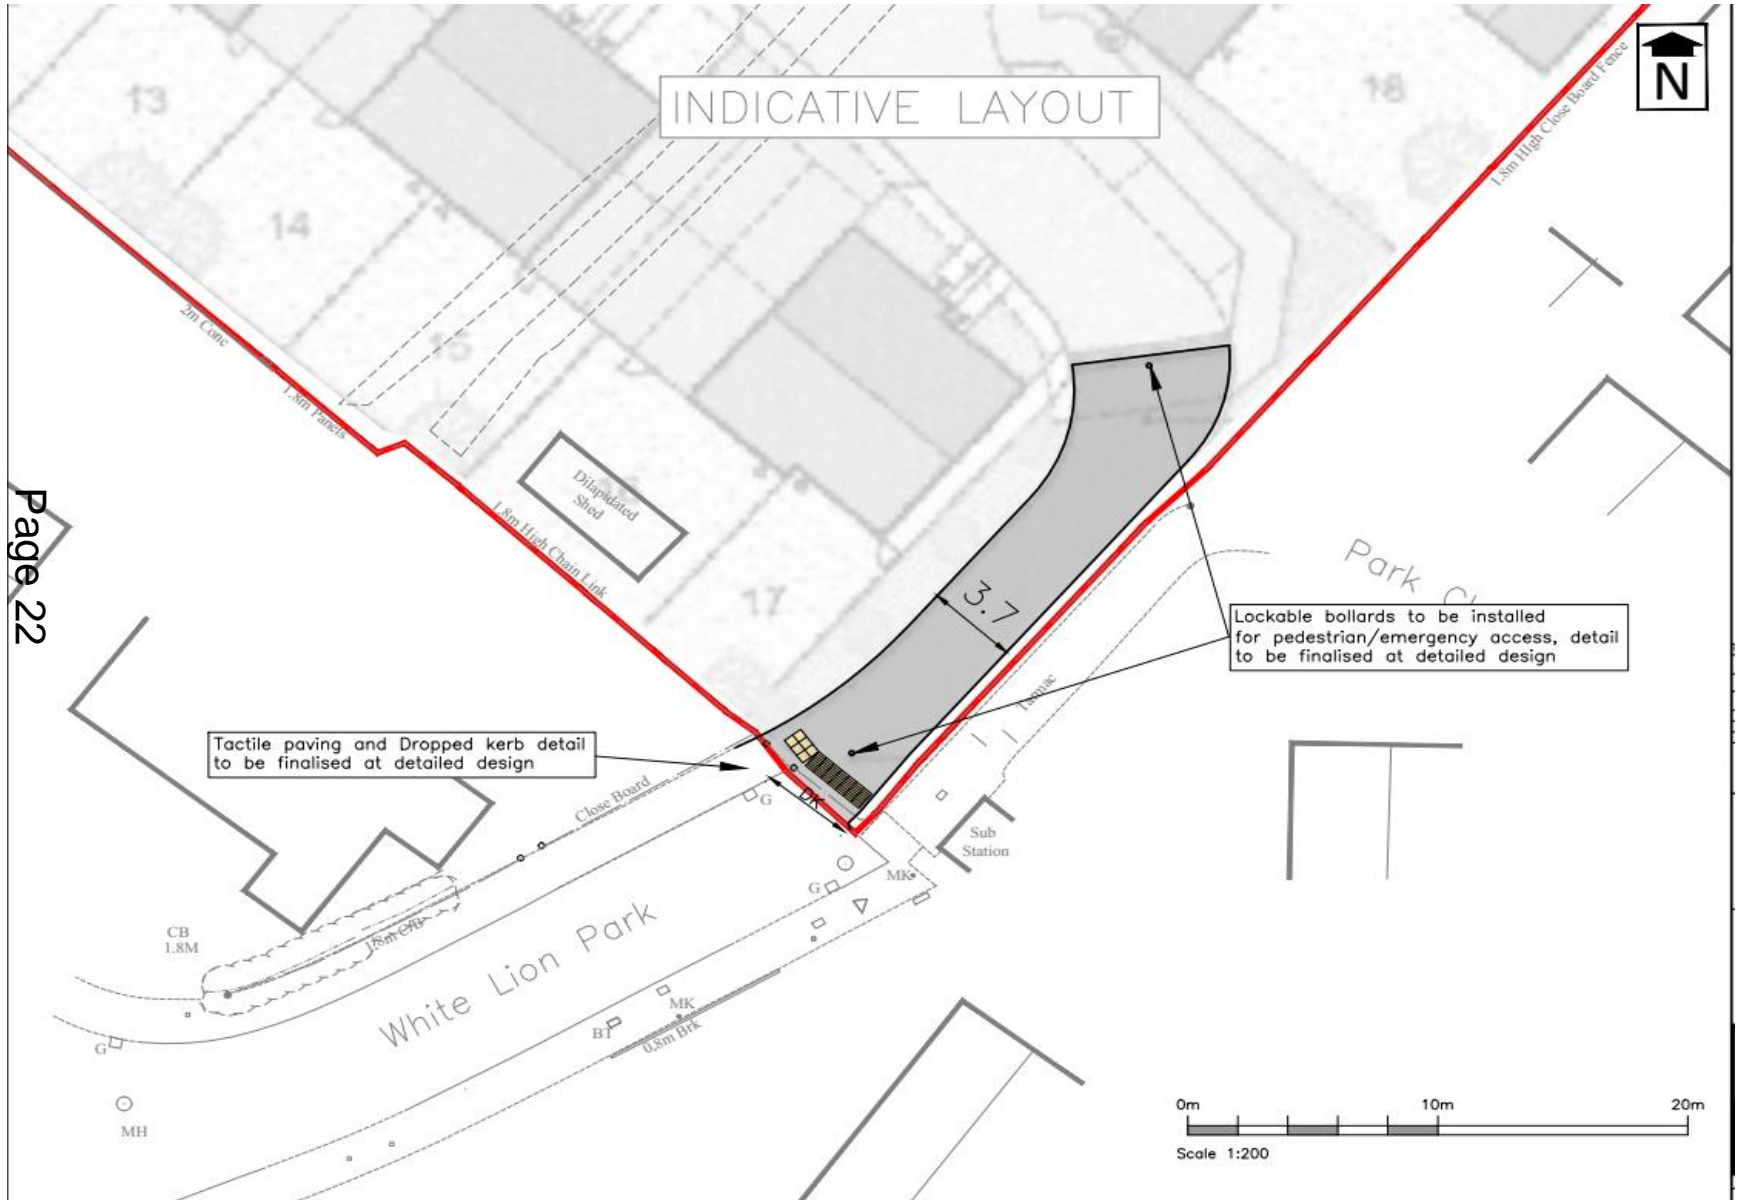 INDICATIVE LAYOUT
N
13
14
15
17
18
1.8m High Close Board Fence
2m Conc
1.8m Panels
1.8m High Chain Link
Dilapidated
Shed
3.7
Park
Lockable bollards to be installed
for pedestrian/emergency access, detail
to be finalised at detailed design
Tarmac
Tactile paving and Dropped kerb detail
to be finalised at detailed design
Close Board
DK
G
Sub
Station
MK
G
CB
1.8M
1.8m C/B
White Lion Park
MK
BT
0.8m Brk
G
MH
0m 10m 20m
Scale 1:200
Page 22